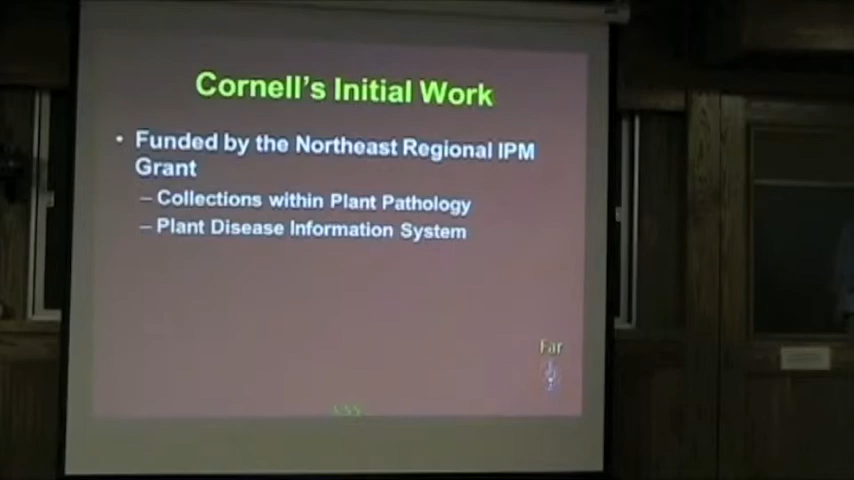 Cornell's Initial Work
• Funded by the Northeast Regional IPM
Grant
– Collections within Plant Pathology
– Plant Disease Information System
Far